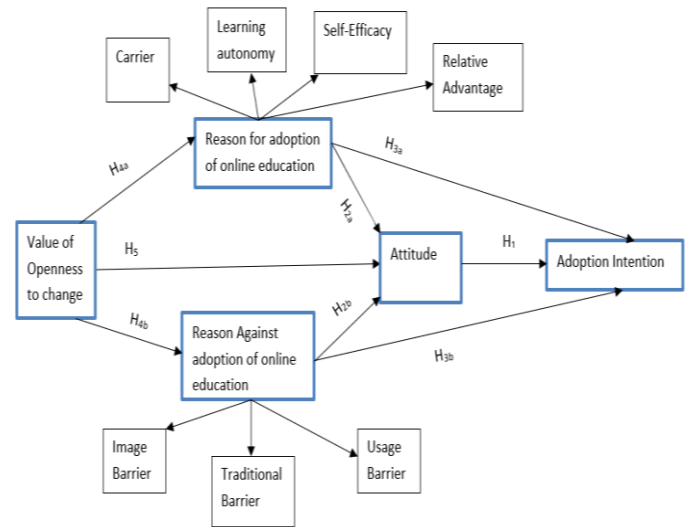 Carrier
Learning
autonomy
Self-Efficacy
Relative
Advantage
Reason for adoption
of online education
H4a
H3a
H2a
Value of
Openness
to change
H5
Attitude
H1
Adoption Intention
H4b
H2b
Reason Against
adoption of online
education
H3b
Image
Barrier
Traditional
Barrier
Usage
Barrier